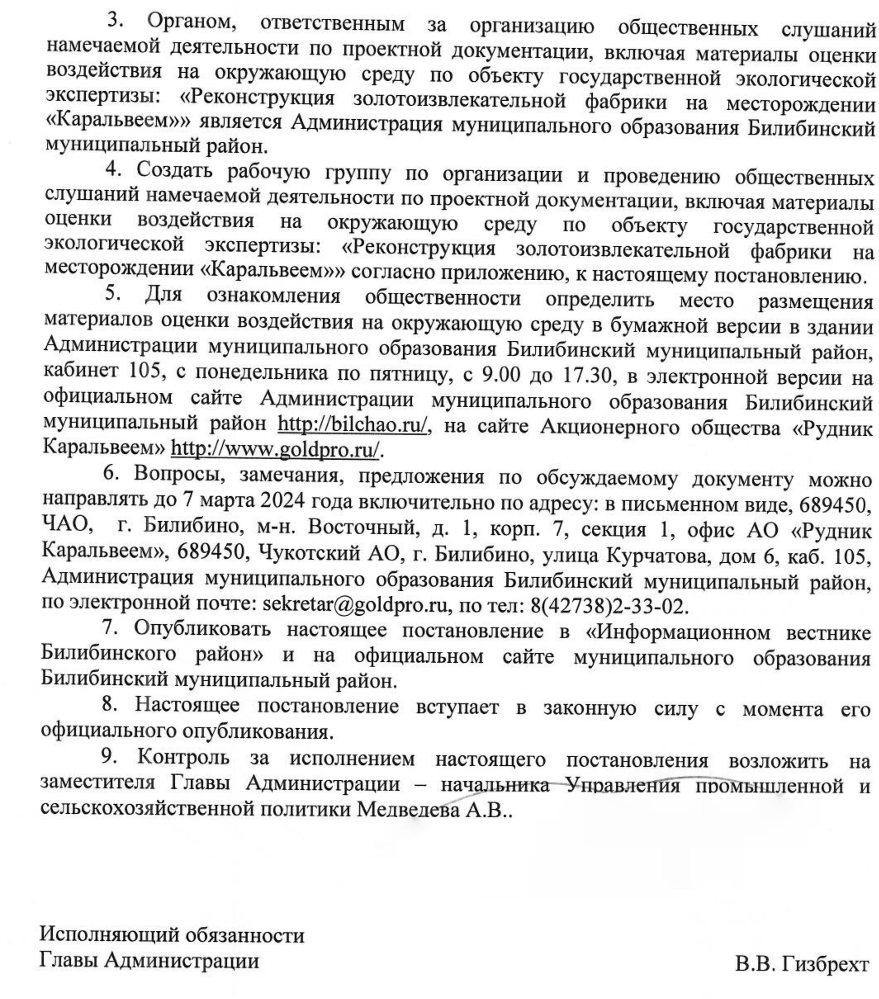 3. Органом, ответственным за организацию общественных слушаний
намечаемой деятельности по проектной документации, включая материалы оценки
воздействия на окружающую среду по объекту государственной экологической
экспертизы: «Реконструкция золотоизвлекательной фабрики на месторождении
«Каральвеем»» является Администрация муниципального образования Билибинский
муниципальный район.
4. Создать рабочую группу по организации и проведению общественных
слушаний намечаемой деятельности по проектной документации, включая материалы
оценки воздействия на окружающую среду по объекту государственной
экологической экспертизы: «Реконструкция золотоизвлекательной фабрики на
месторождении «Каральвеем»» согласно приложению, к настоящему постановлению.
5. Для ознакомления общественности определить место размещения
материалов оценки воздействия на окружающую среду в бумажной версии в здании
Администрации муниципального образования Билибинский муниципальный район,
кабинет 105, с понедельника по пятницу, с 9.00 до 17.30, в электронной версии на
официальном сайте Администрации муниципального образования Билибинский
муниципальный район http://bilchao.ru/, на сайте Акционерного общества «Рудник
Каральвеем» http://www.goldpro.ru/.
6. Вопросы, замечания, предложения по обсуждаемому документу можно
направлять до 7 марта 2024 года включительно по адресу: в письменном виде, 689450,
ЧАО, г. Билибино, м-н. Восточный, д. 1, корп. 7, секция 1, офис АО «Рудник
Каральвеем», 689450, Чукотский АО, г. Билибино, улица Курчатова, дом 6, каб. 105,
Администрация муниципального образования Билибинский муниципальный район,
по электронной почте: sekretar@goldpro.ru, по тел: 8(42738)2-33-02.
7. Опубликовать настоящее постановление в «Информационном вестнике
Билибинского район» и на официальном сайте муниципального образования
Билибинский муниципальный район.
8. Настоящее постановление вступает в законную силу с момента его
официального опубликования.
9. Контроль за исполнением настоящего постановления возложить на
заместителя Главы Администрации – начальника Управления промышленной и
сельскохозяйственной политики Медведева А.В..
Исполняющий обязанности
Главы Администрации
В.В. Гизбрехт